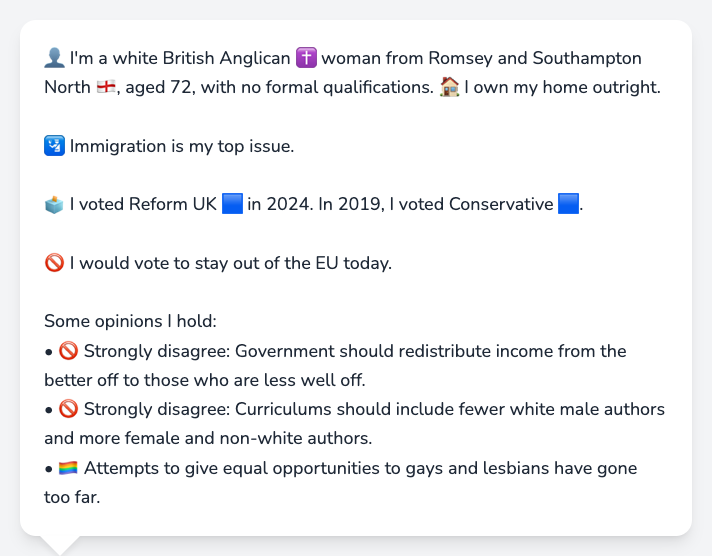 👤 I'm a white British Anglican ✝️ woman from Romsey and Southampton
North 🏴󠁧󠁢󠁥󠁮󠁧󠁿, aged 72, with no formal qualifications. 🏠 I own my home outright.
🛂 Immigration is my top issue.
🗳️ I voted Reform UK 🟦 in 2024. In 2019, I voted Conservative 🟦.
🚫 I would vote to stay out of the EU today.
Some opinions I hold:
• 🚫 Strongly disagree: Government should redistribute income from the
better off to those who are less well off.
• 🚫 Strongly disagree: Curriculums should include fewer white male authors
and more female and non-white authors.
• 🏳️‍🌈 Attempts to give equal opportunities to gays and lesbians have gone
too far.